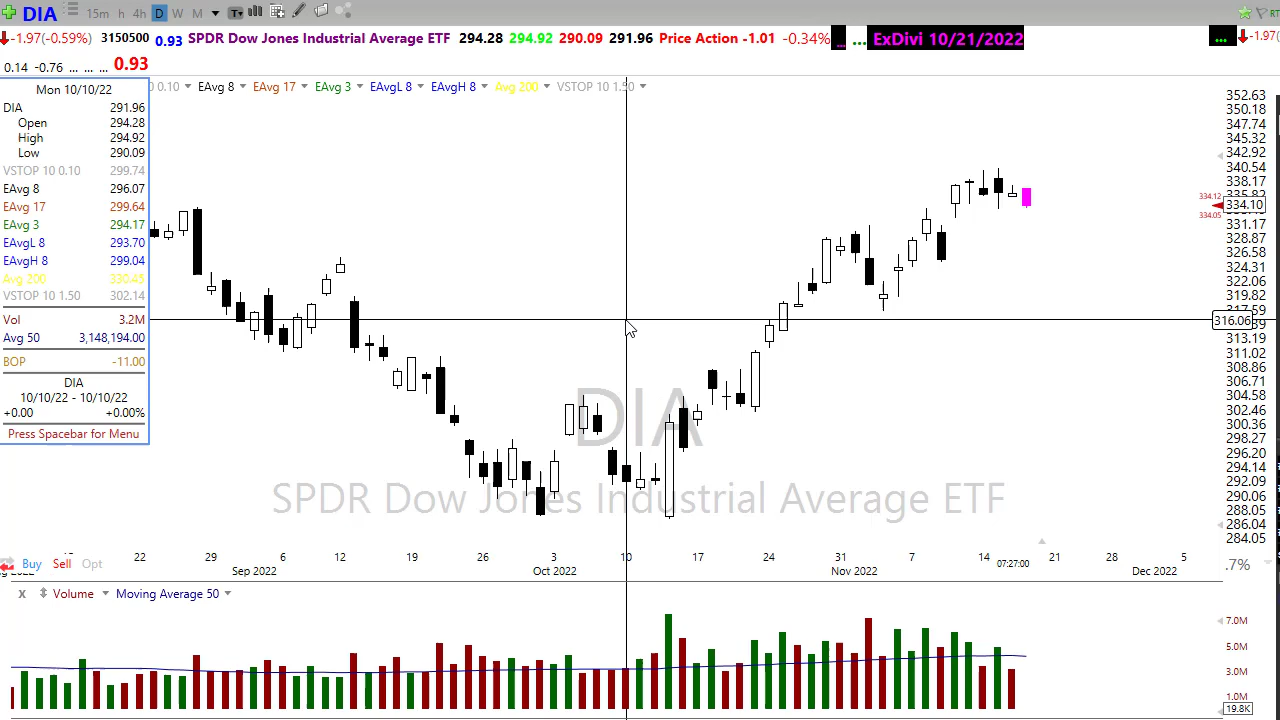 DIA 15m h 4h D W M T
-1.97(-0.59%) 3150500 0.93 SPDR Dow Jones Industrial Average ETF 294.28 294.92 290.09 291.96 Price Action -1.01 -0.34% ... ... ExDivi 10/21/2022 ... -1.97(
0.14 -0.76 ... ... ... 0.93
0.10 EAvg 8 EAvg 17 EAvg 3 EAvgL 8 EAvgH 8 Avg 200 VSTOP 10 1.50
Mon 10/10/22
DIA 291.96
Open 294.28
High 294.92
Low 290.09
VSTOP 10 0.10 299.74
EAvg 8 296.07
EAvg 17 299.64
EAvg 3 294.17
EAvgL 8 293.70
EAvgH 8 299.04
Avg 200 330.45
VSTOP 10 1.50 302.14
Vol 3.2M
Avg 50 3,148,194.00
BOP -11.00
DIA
10/10/22 - 10/10/22
+0.00 +0.00%
Press Spacebar for Menu
352.63
350.18
347.74
345.32
342.92
340.54
338.17
334.12
334.10
334.05
331.17
328.87
326.58
324.31
322.06
319.82
316.06
313.19
311.02
308.86
306.71
304.58
302.46
300.36
298.27
296.20
294.14
292.09
290.06
288.05
286.04
284.05
DIA
SPDR Dow Jones Industrial Average ETF
22 29 6 12 19 26 3 10 17 24 31 7 14 21 28 5
Buy Sell Opt 07:27:00 .7%
Sep 2022 Oct 2022 Nov 2022 Dec 2022
x Volume Moving Average 50
7.0M
5.0M
3.0M
1.0M
19.8K